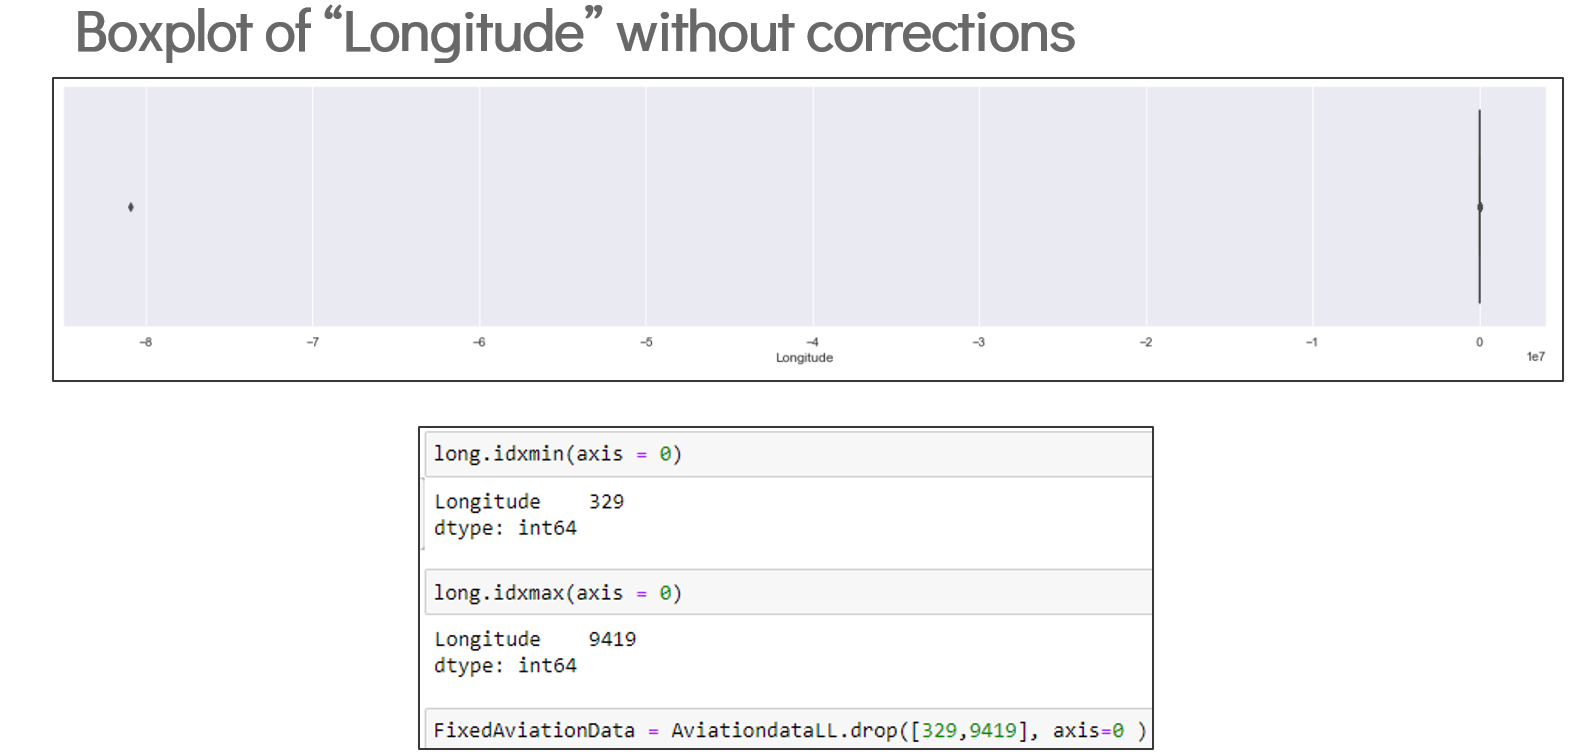 Boxplot of “Longitude” without corrections
−8 −7 −6 −5 −4 −3 −2 −1 0
Longitude
1e7
long.idxmin(axis = 0)
Longitude    329
dtype: int64
long.idxmax(axis = 0)
Longitude    9419
dtype: int64
FixedAviationData = AviationdataLL.drop([329,9419], axis=0 )